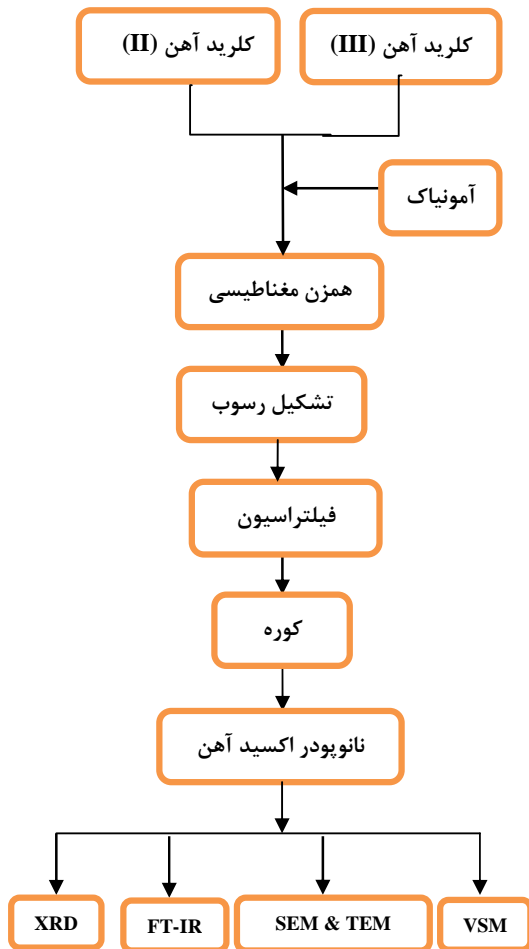 کلرید آهن (III)
کلرید آهن (II)
آمونیاک
همزن مغناطیسی
تشکیل رسوب
فیلتراسیون
کوره
نانوپودر اکسید آهن
XRD
FT-IR
SEM & TEM
VSM